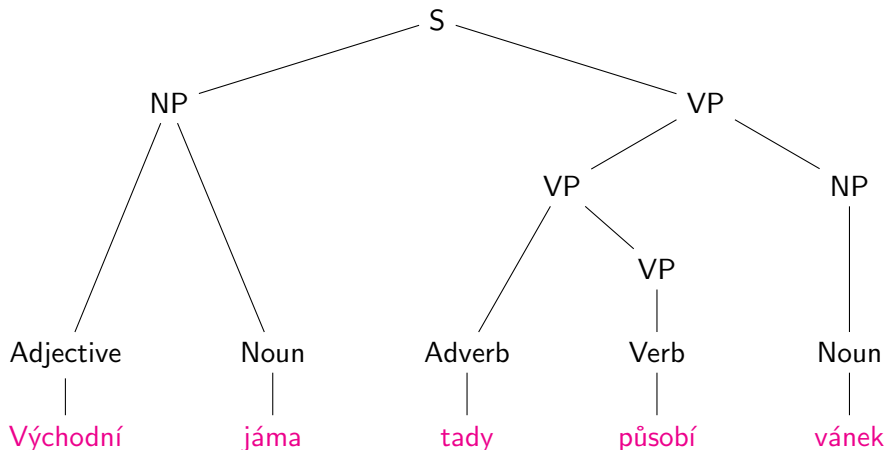 S
NP VP
VP NP
VP
Adjective Noun Adverb Verb Noun
Východní jáma tady působí vánek